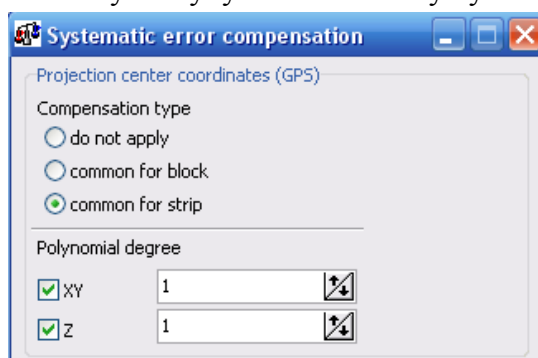 Systematic error compensation
Projection center coordinates (GPS)
Compensation type
do not apply
common for block
common for strip
Polynomial degree
XY 1
Z 1